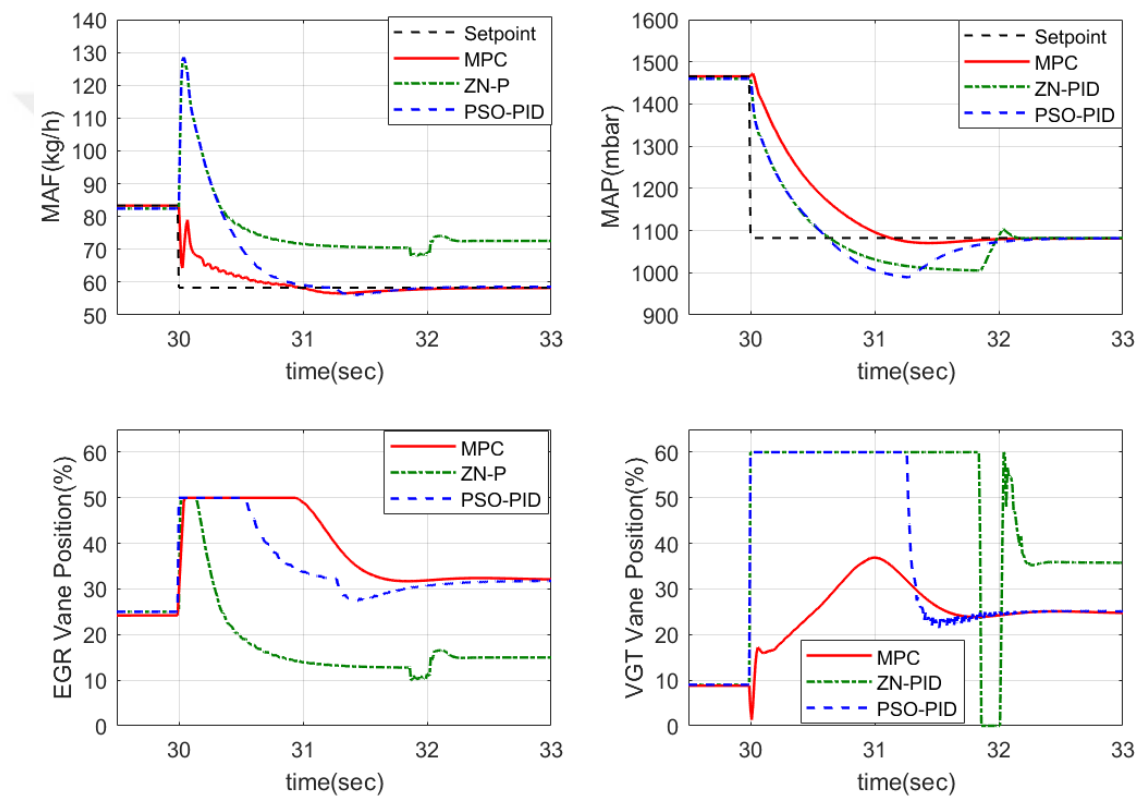 MAF(kg/h)
140
130
120
110
100
90
80
70
60
50
30
31
32
33
time(sec)
Setpoint
MPC
ZN-P
PSO-PID
MAP(mbar)
1600
1500
1400
1300
1200
1100
1000
900
30
31
32
33
time(sec)
Setpoint
MPC
ZN-PID
PSO-PID
EGR Vane Position(%)
60
50
40
30
20
10
0
30
31
32
33
time(sec)
MPC
ZN-P
PSO-PID
VGT Vane Position(%)
60
50
40
30
20
10
0
30
31
32
33
time(sec)
MPC
ZN-PID
PSO-PID